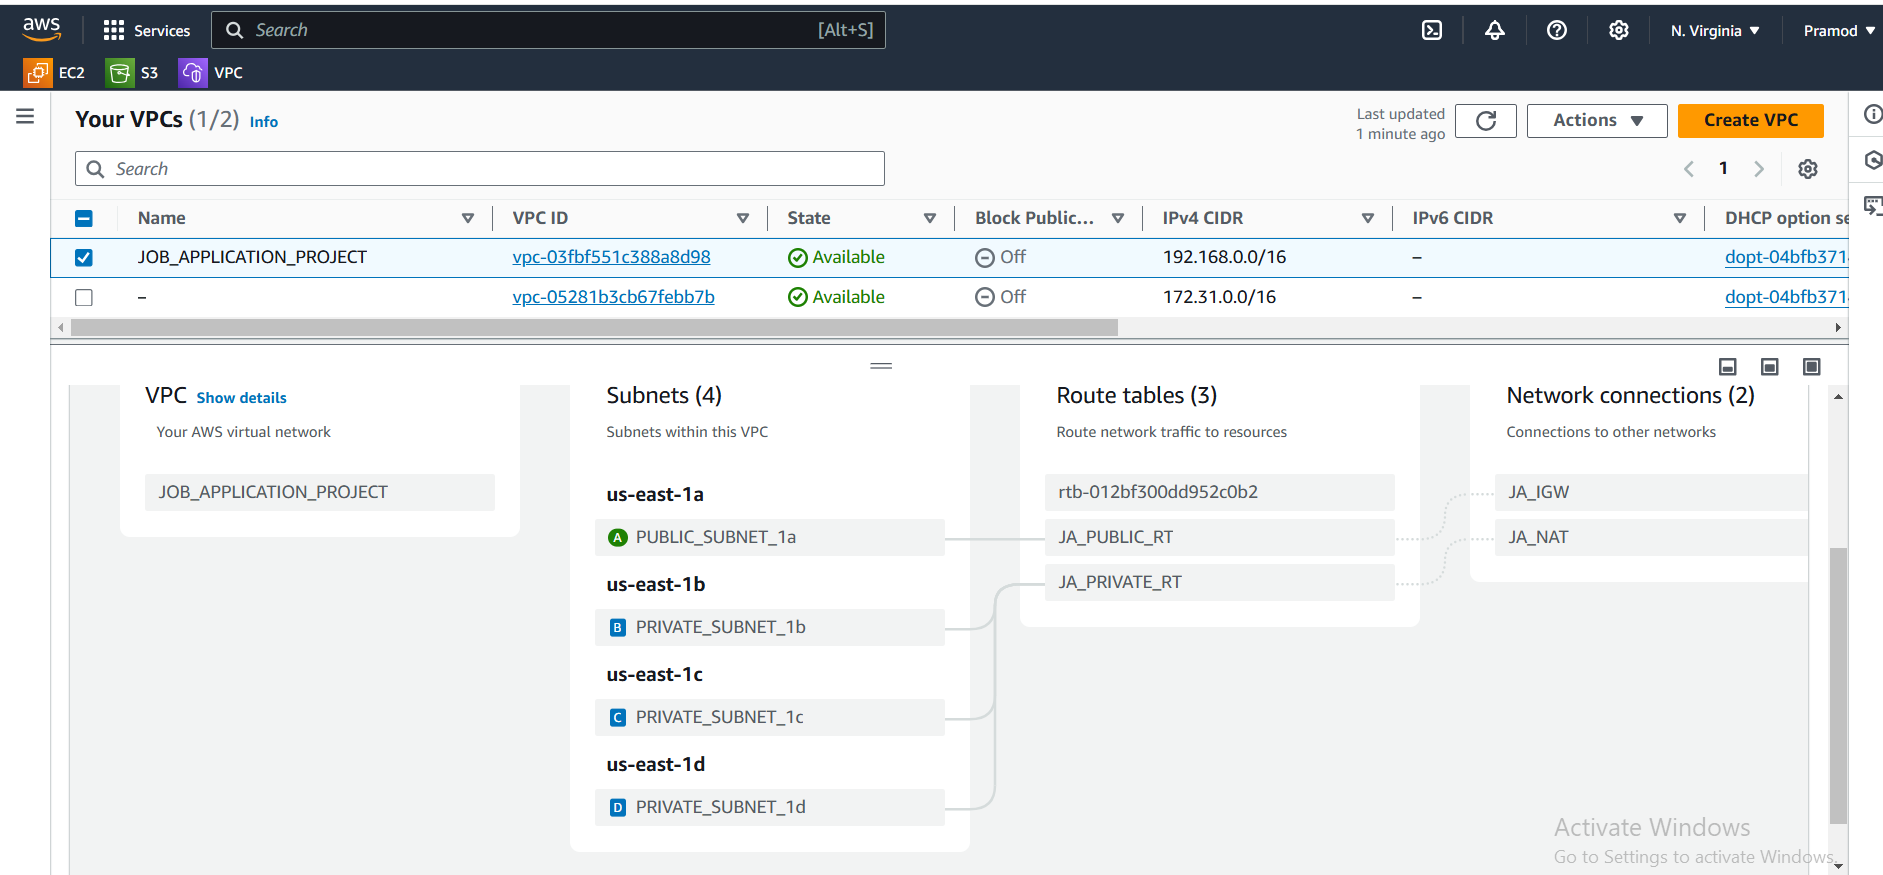 aws
Services
Search
[Alt+S]
N. Virginia
Pramod
EC2
S3
VPC
Your VPCs (1/2) Info
Last updated
1 minute ago
Actions
Create VPC
Search
1
Name
VPC ID
State
Block Public...
IPv4 CIDR
IPv6 CIDR
DHCP option se
JOB_APPLICATION_PROJECT
vpc-03fbf551c388a8d98
Available
Off
192.168.0.0/16
–
dopt-04bfb371
–
vpc-05281b3cb67febb7b
Available
Off
172.31.0.0/16
–
dopt-04bfb371
VPC Show details
Your AWS virtual network
JOB_APPLICATION_PROJECT
Subnets (4)
Subnets within this VPC
us-east-1a
A PUBLIC_SUBNET_1a
us-east-1b
B PRIVATE_SUBNET_1b
us-east-1c
C PRIVATE_SUBNET_1c
us-east-1d
D PRIVATE_SUBNET_1d
Route tables (3)
Route network traffic to resources
rtb-012bf300dd952c0b2
JA_PUBLIC_RT
JA_PRIVATE_RT
Network connections (2)
Connections to other networks
JA_IGW
JA_NAT
Activate Windows
Go to Settings to activate Windows.